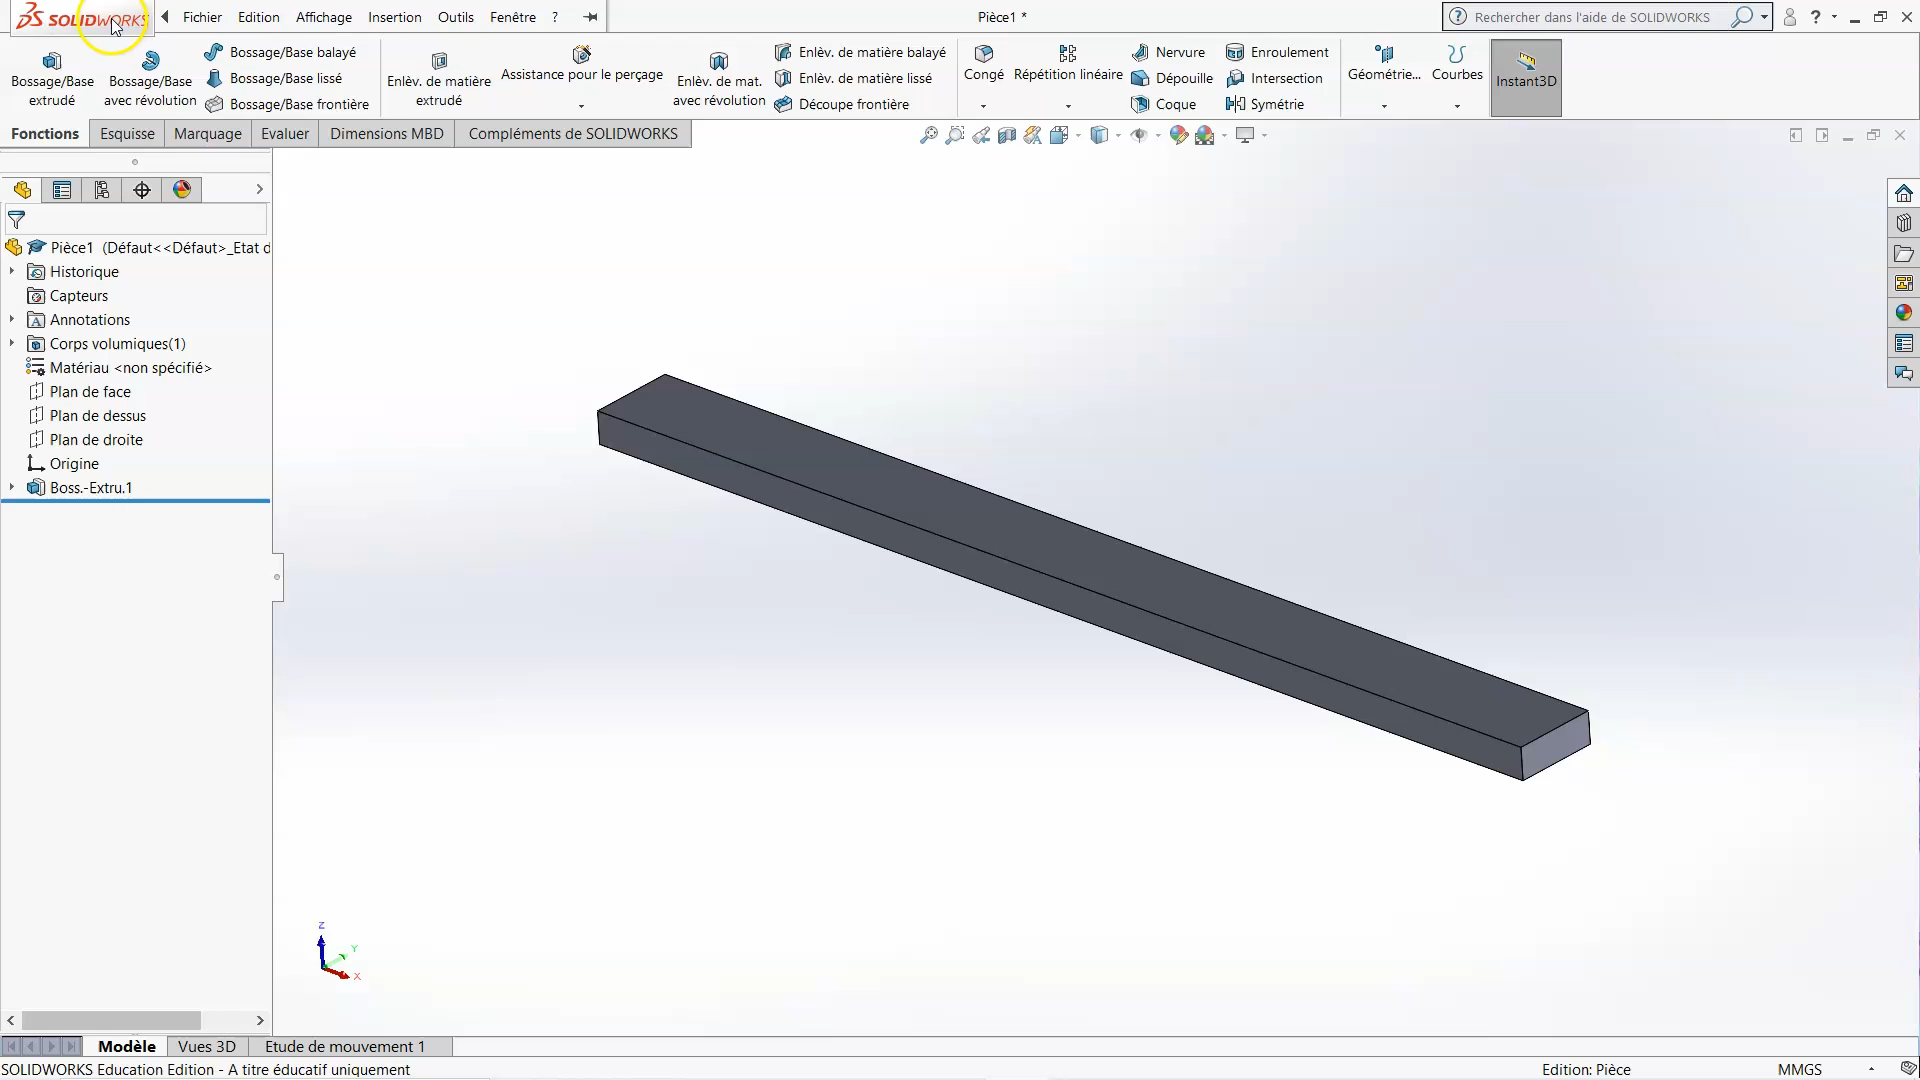 SOLIDWORKS Fichier Edition Affichage Insertion Outils Fenêtre ? Pièce1 * Rechercher dans l'aide de SOLIDWORKS ?
Bossage/Base extrudé
Bossage/Base avec révolution
Bossage/Base balayé
Bossage/Base lissé
Bossage/Base frontière
Enlèv. de matière extrudé
Assistance pour le perçage
Enlèv. de mat. avec révolution
Enlèv. de matière balayé
Enlèv. de matière lissé
Découpe frontière
Congé
Répétition linéaire
Nervure
Dépouille
Coque
Enroulement
Intersection
Symétrie
Géométrie...
Courbes
Instant3D
Fonctions Esquisse Marquage Evaluer Dimensions MBD Compléments de SOLIDWORKS
Pièce1 (Défaut<<Défaut>_Etat d
Historique
Capteurs
Annotations
Corps volumiques(1)
Matériau <non spécifié>
Plan de face
Plan de dessus
Plan de droite
Origine
Boss.-Extru.1
Z
Y
X
Modèle Vues 3D Etude de mouvement 1
SOLIDWORKS Education Edition - A titre éducatif uniquement Edition: Pièce MMGS